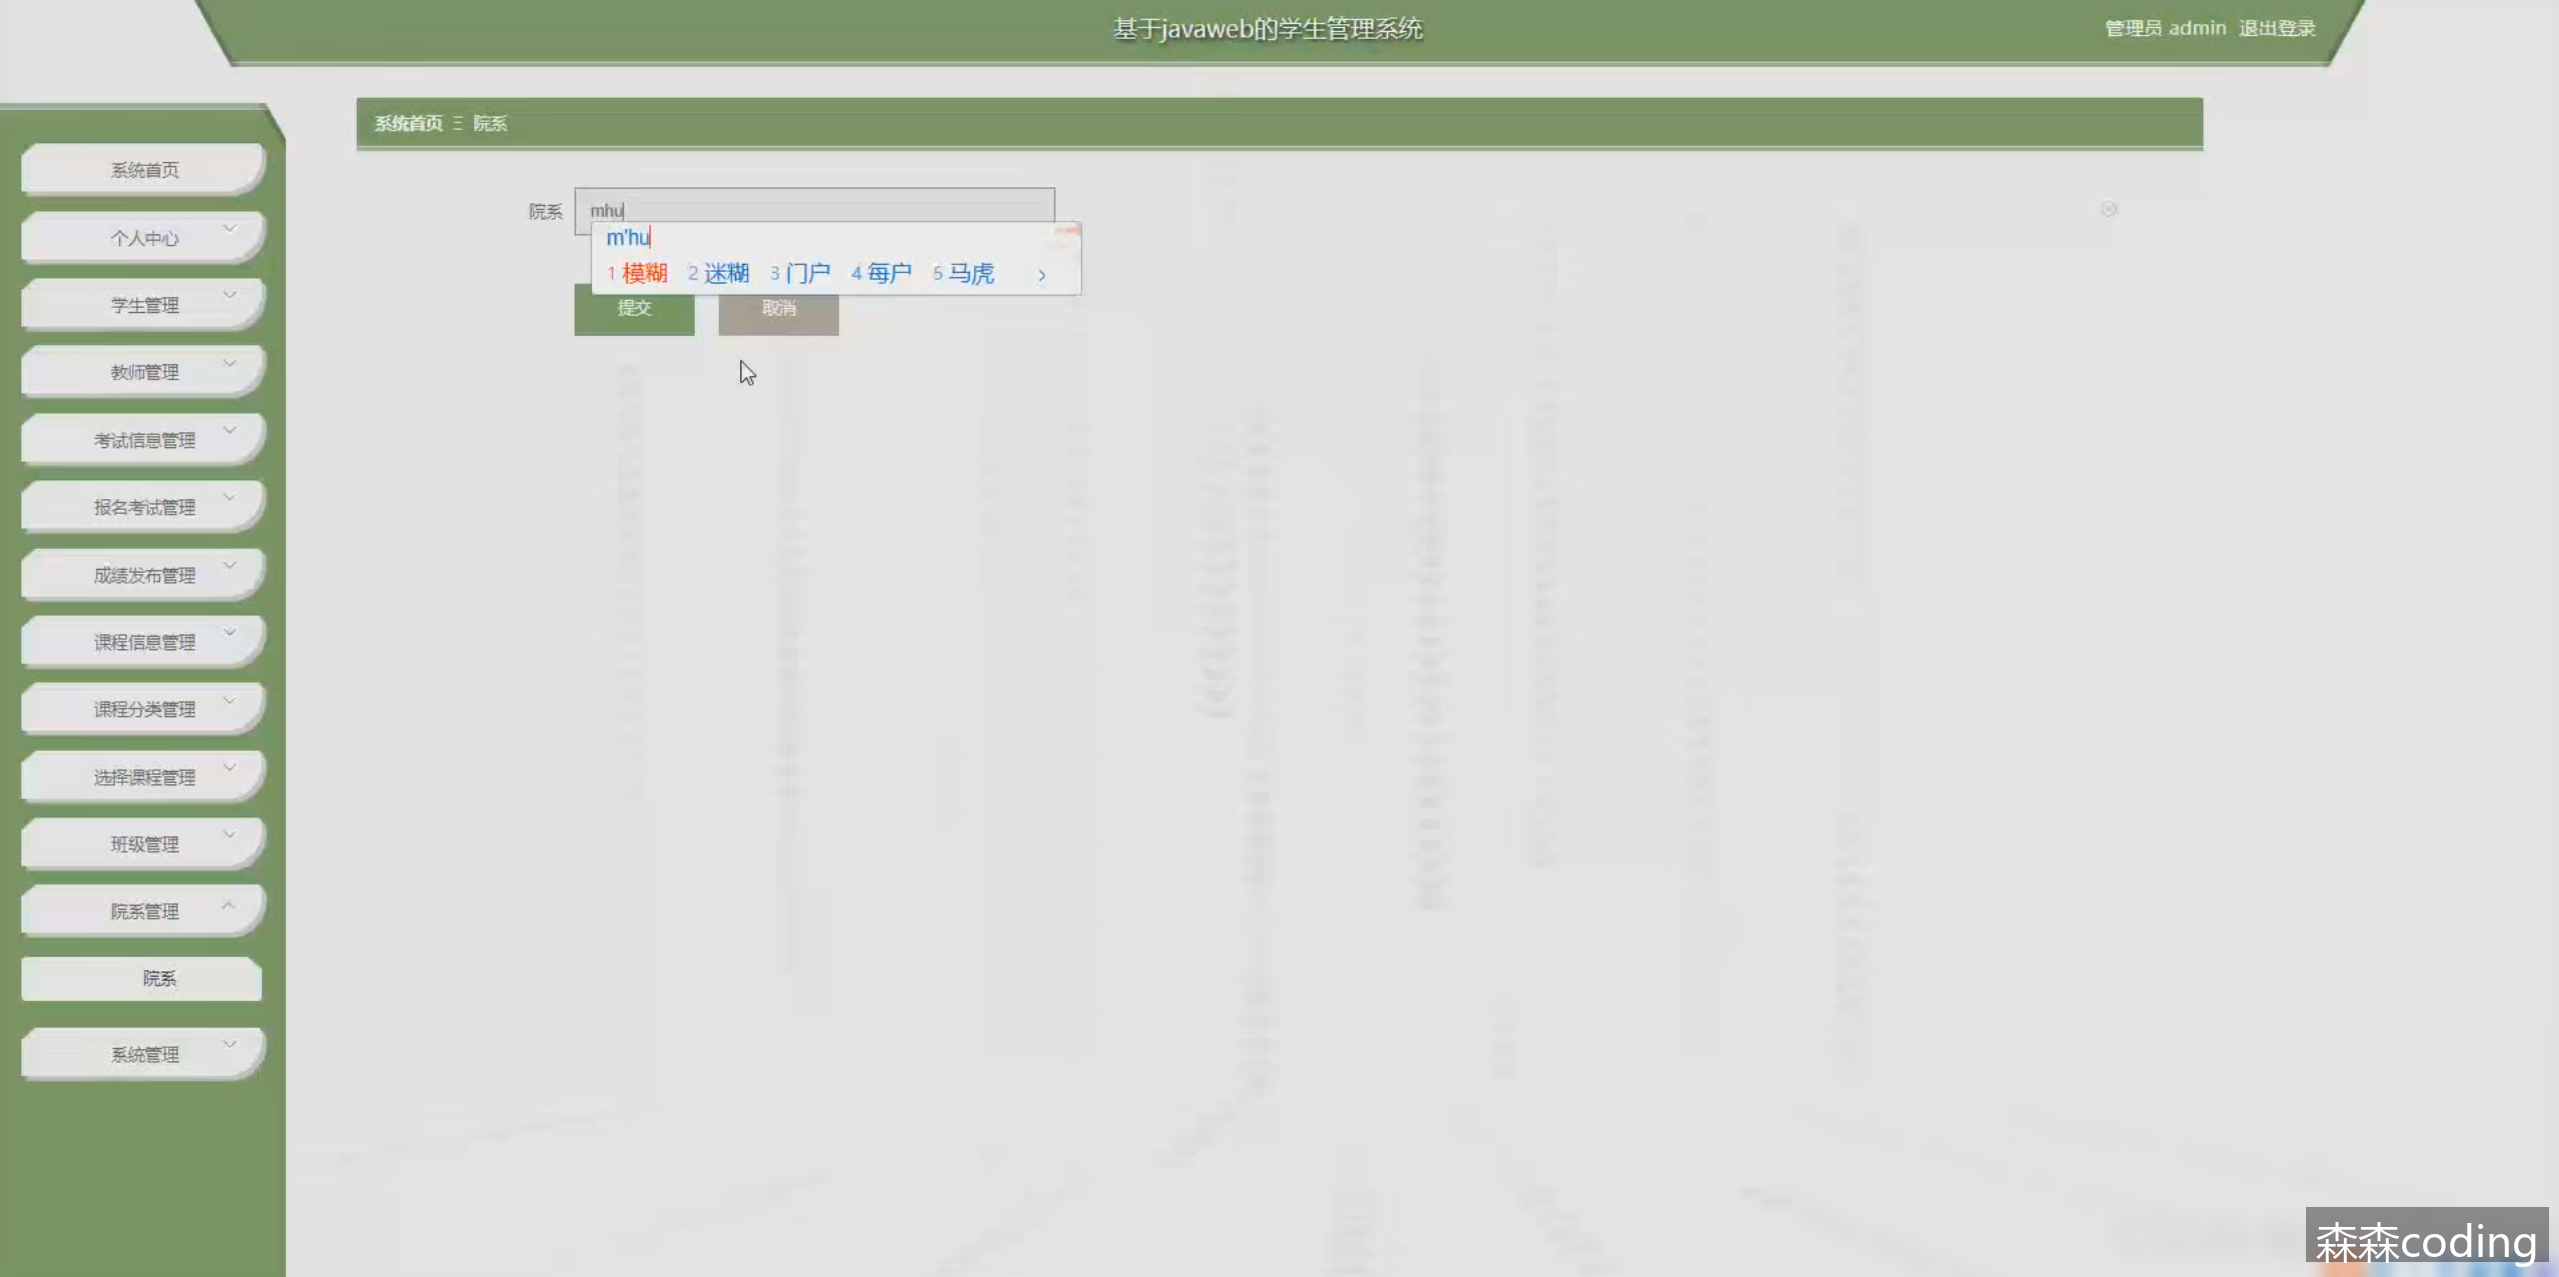 基于javaweb的学生管理系统
管理员 admin 退出登录
系统首页 Ξ 院系
系统首页
个人中心
学生管理
教师管理
考试信息管理
报名考试管理
成绩发布管理
课程信息管理
课程分类管理
选择课程管理
班级管理
院系管理
院系
系统管理
院系 mhu
m'hu
1 模糊 2 迷糊 3 门户 4 每户 5 马虎 >
提交 取消
森森coding